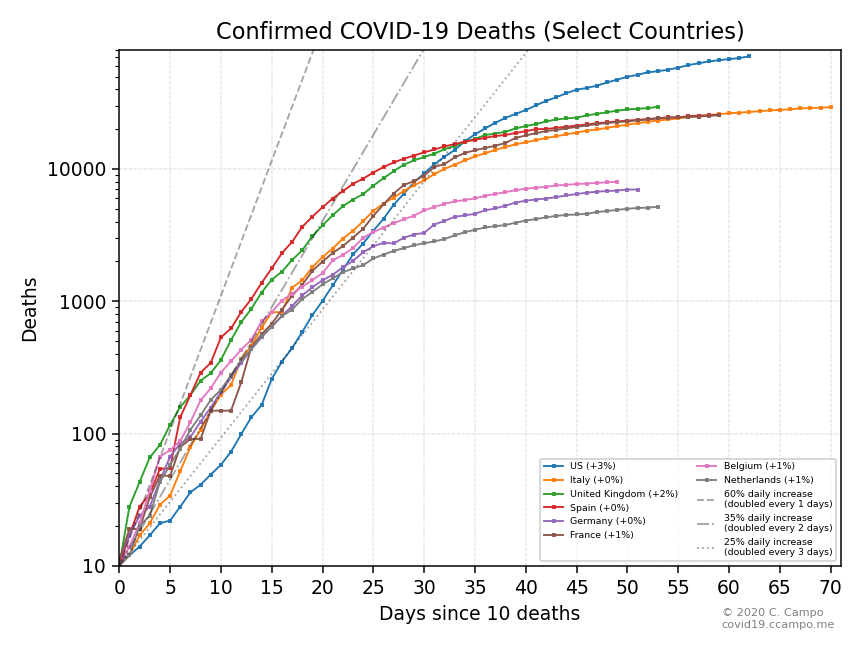 Confirmed COVID-19 Deaths (Select Countries)
Deaths
10000
1000
100
10
0 5 10 15 20 25 30 35 40 45 50 55 60 65 70
Days since 10 deaths
US (+3%)
Italy (+0%)
United Kingdom (+2%)
Spain (+0%)
Germany (+0%)
France (+1%)
Belgium (+1%)
Netherlands (+1%)
60% daily increase
(doubled every 1 days)
35% daily increase
(doubled every 2 days)
25% daily increase
(doubled every 3 days)
© 2020 C. Campo
covid19.ccampo.me